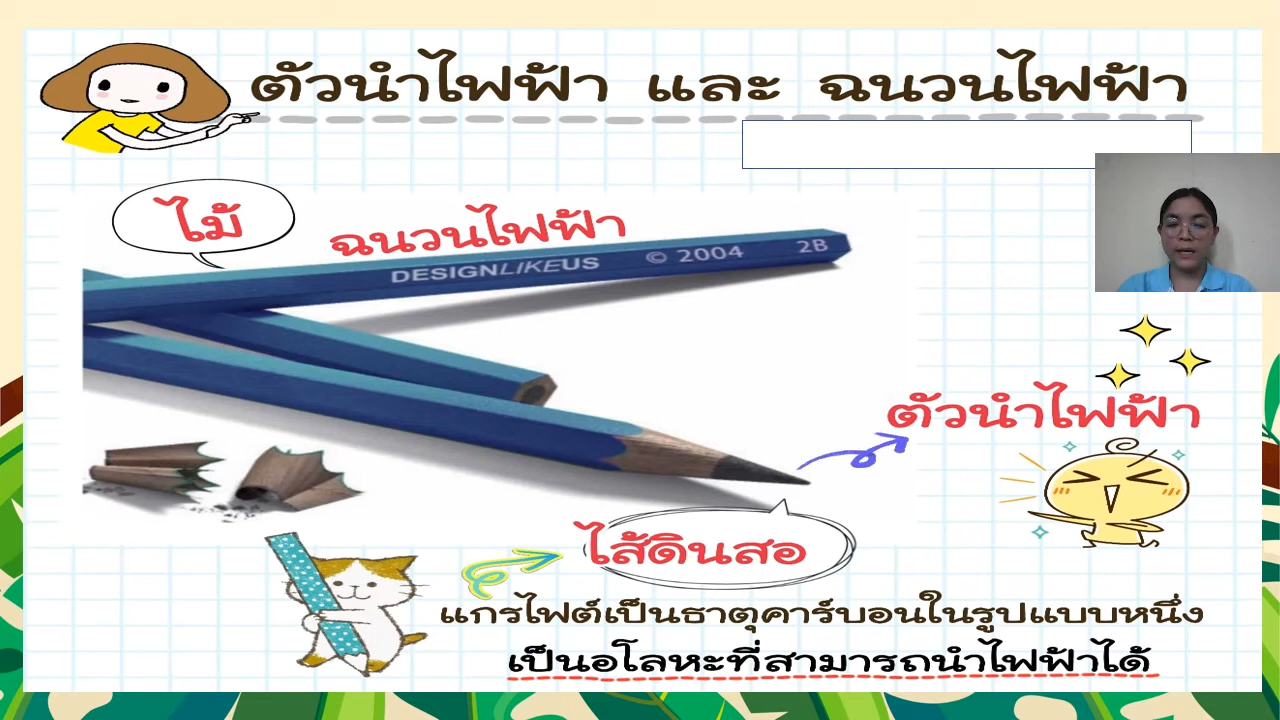 ตัวนำไฟฟ้า และ ฉนวนไฟฟ้า
ไม้
ฉนวนไฟฟ้า
DESIGNLIKEUS © 2004 2B
ตัวนำไฟฟ้า
ไส้ดินสอ
แกรไฟต์เป็นธาตุคาร์บอนในรูปแบบหนึ่ง
เป็นอโลหะที่สามารถนำไฟฟ้าได้